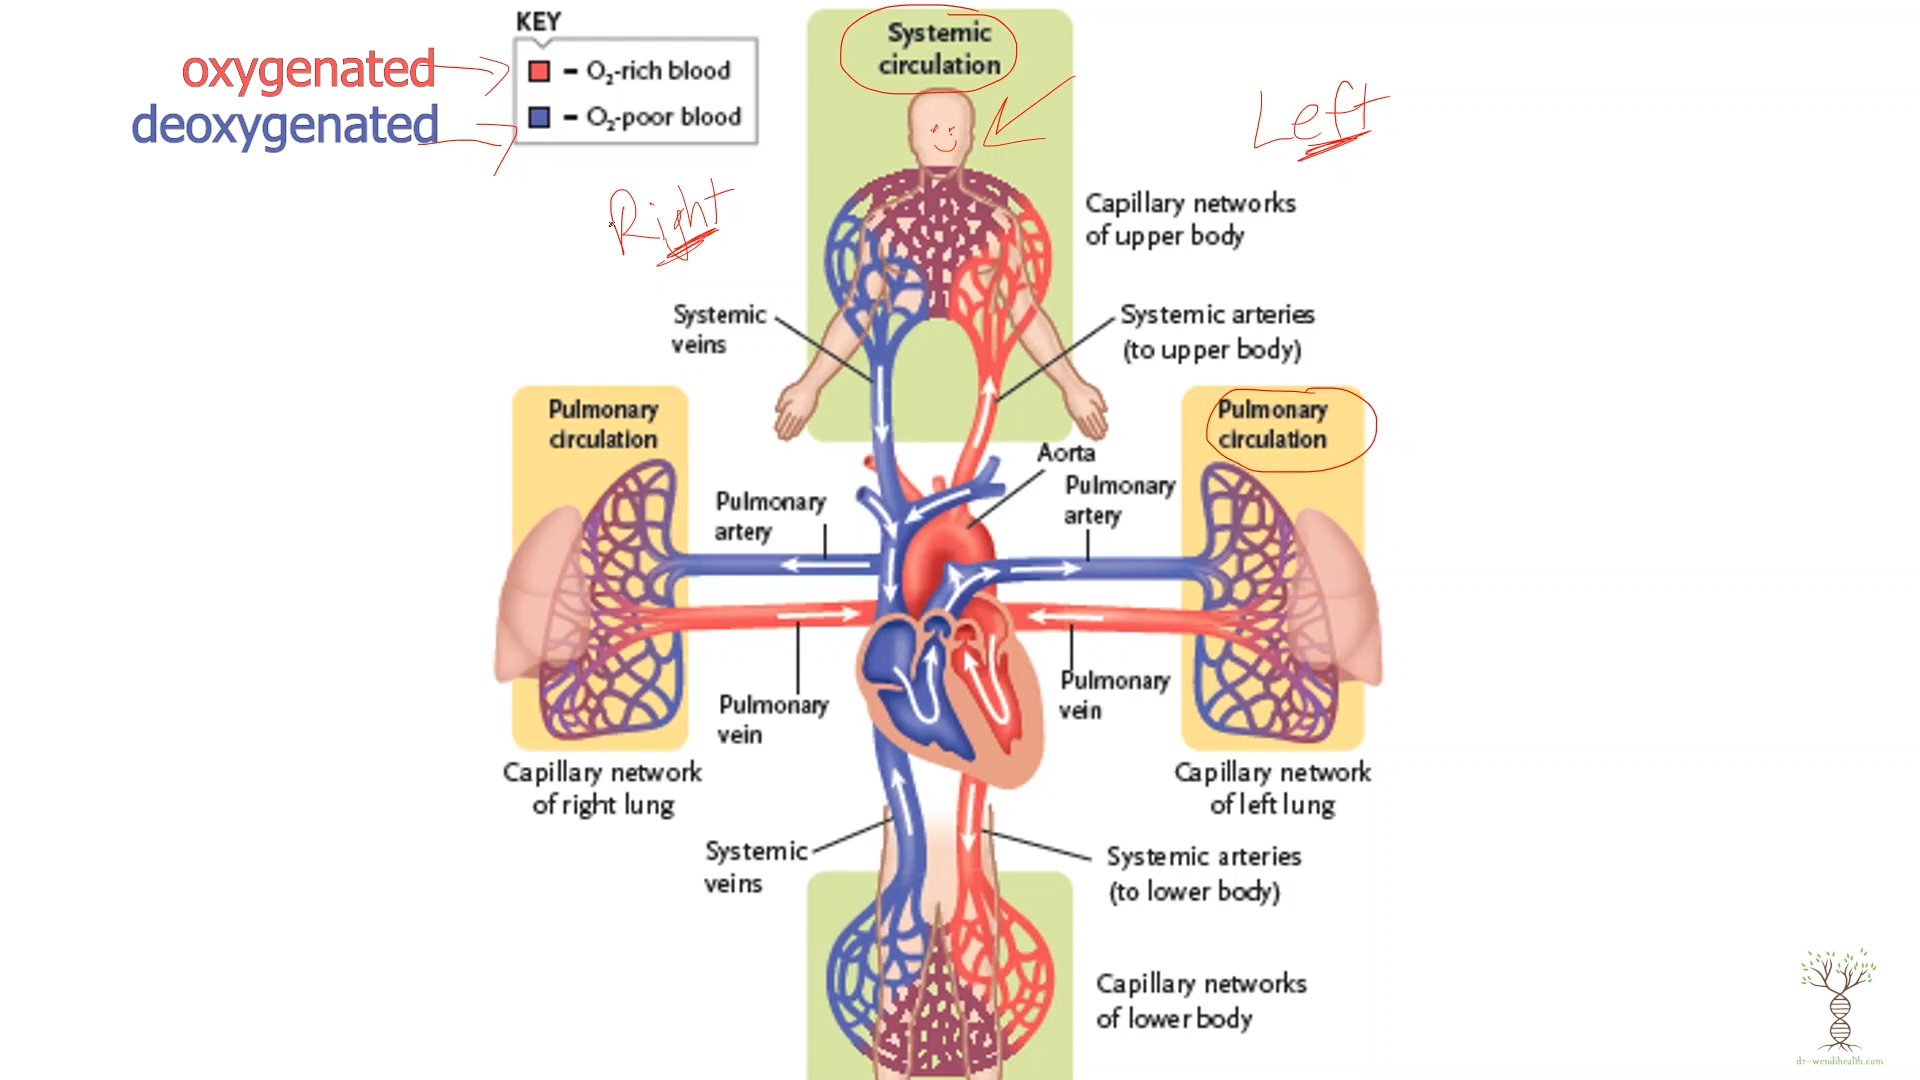 KEY
oxygenated
O₂-rich blood
deoxygenated
O₂-poor blood
Systemic
circulation
Left
Right
Capillary networks
of upper body
Systemic
veins
Systemic arteries
(to upper body)
Pulmonary
circulation
Pulmonary
circulation
Aorta
Pulmonary
artery
Pulmonary
artery
Pulmonary
vein
Pulmonary
vein
Capillary network
of right lung
Capillary network
of left lung
Systemic
veins
Systemic arteries
(to lower body)
Capillary networks
of lower body
dr-wendihealth.com